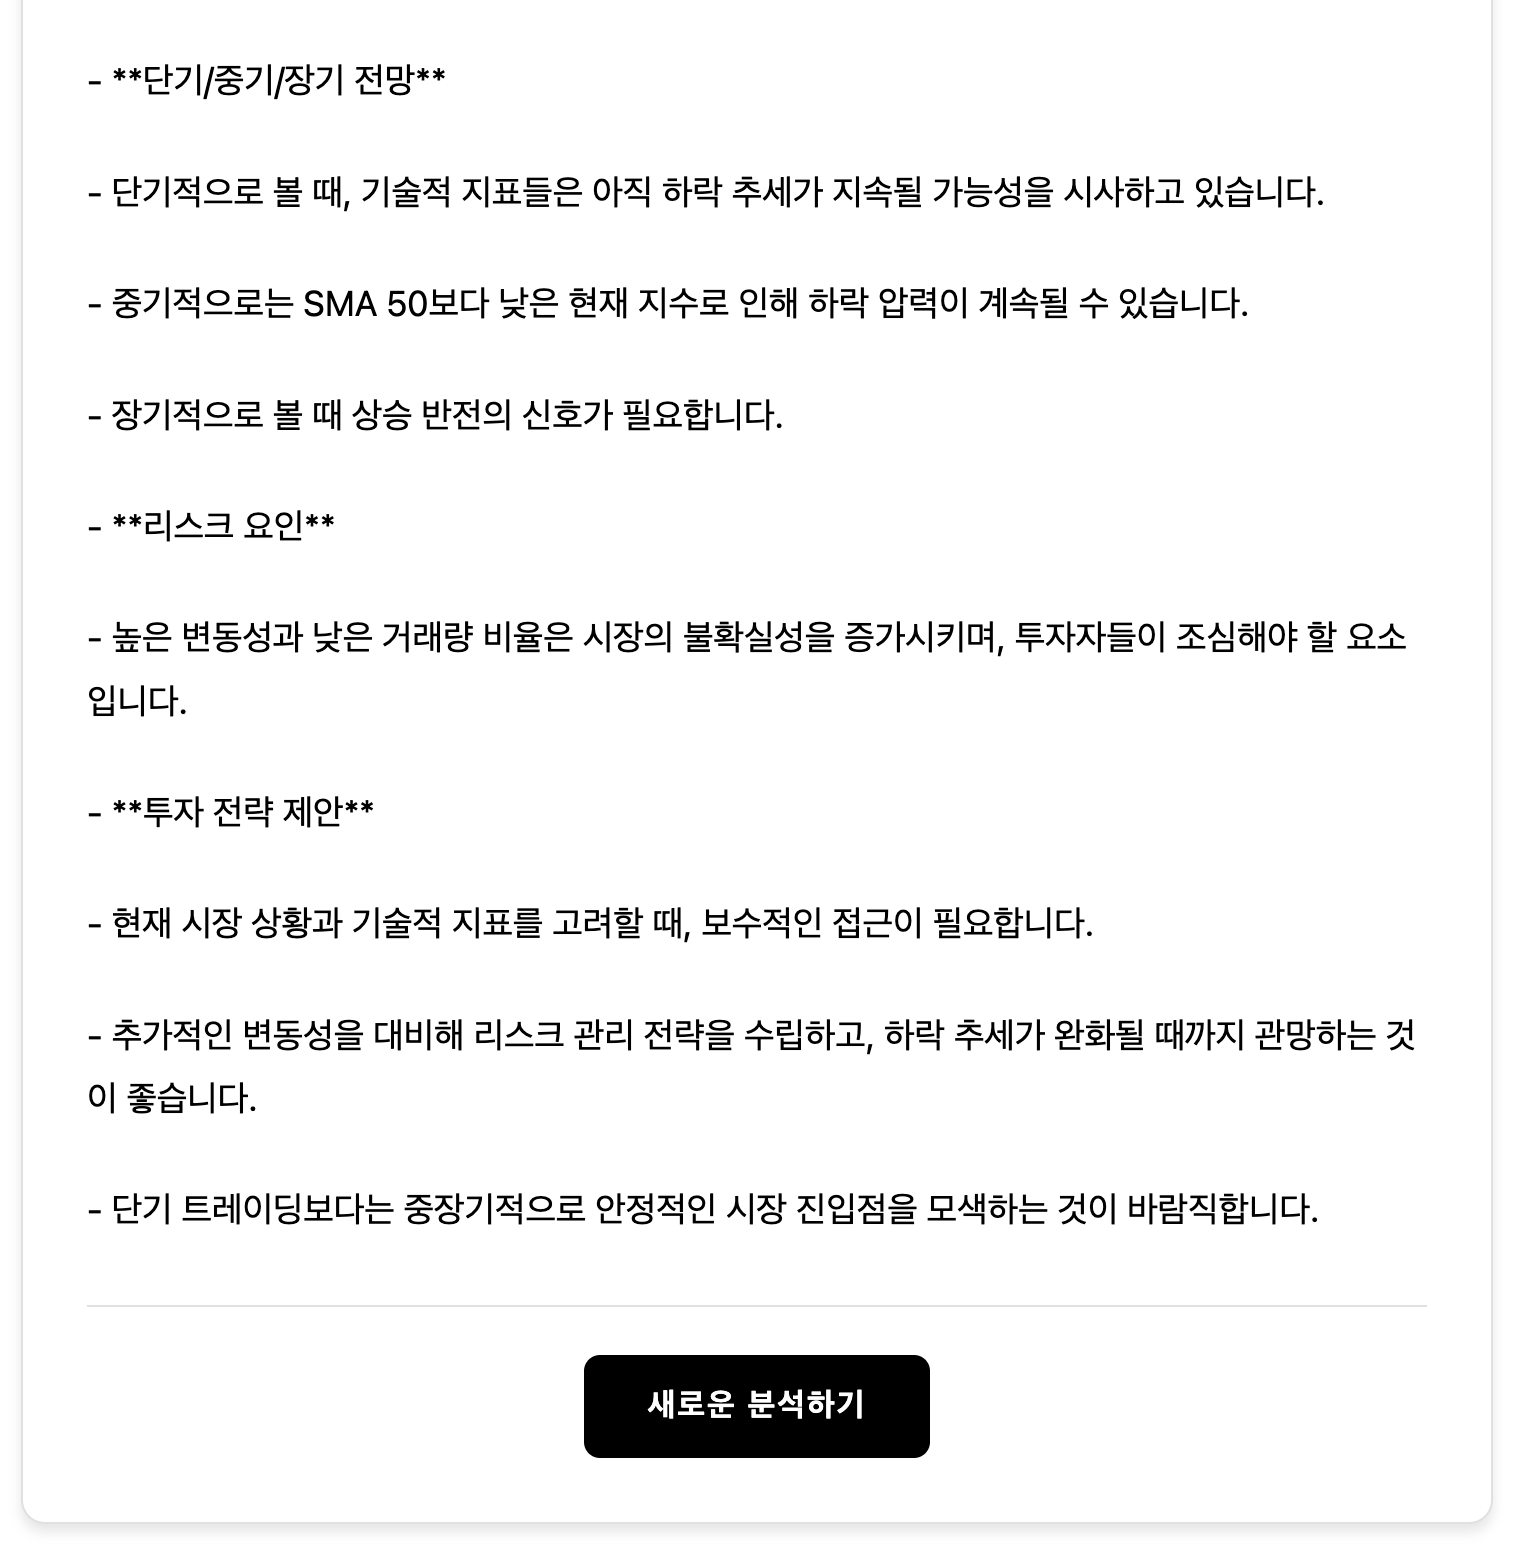 - **단기/중기/장기 전망**
- 단기적으로 볼 때, 기술적 지표들은 아직 하락 추세가 지속될 가능성을 시사하고 있습니다.
- 중기적으로는 SMA 50보다 낮은 현재 지수로 인해 하락 압력이 계속될 수 있습니다.
- 장기적으로 볼 때 상승 반전의 신호가 필요합니다.
- **리스크 요인**
- 높은 변동성과 낮은 거래량 비율은 시장의 불확실성을 증가시키며, 투자자들이 조심해야 할 요소
입니다.
- **투자 전략 제안**
- 현재 시장 상황과 기술적 지표를 고려할 때, 보수적인 접근이 필요합니다.
- 추가적인 변동성을 대비해 리스크 관리 전략을 수립하고, 하락 추세가 완화될 때까지 관망하는 것
이 좋습니다.
- 단기 트레이딩보다는 중장기적으로 안정적인 시장 진입점을 모색하는 것이 바람직합니다.
새로운 분석하기